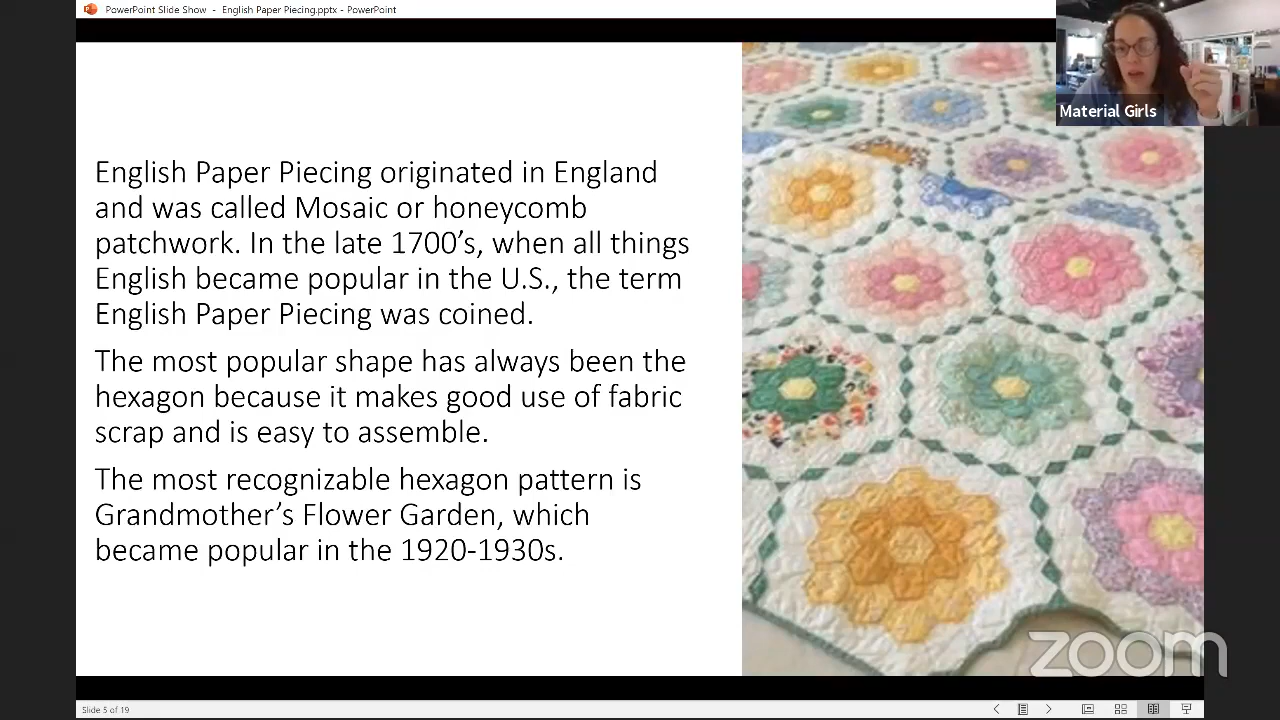 PowerPoint Slide Show - English Paper Piecing.pptx - PowerPoint
Material Girls
English Paper Piecing originated in England
and was called Mosaic or honeycomb
patchwork. In the late 1700’s, when all things
English became popular in the U.S., the term
English Paper Piecing was coined.
The most popular shape has always been the
hexagon because it makes good use of fabric
scrap and is easy to assemble.
The most recognizable hexagon pattern is
Grandmother’s Flower Garden, which
became popular in the 1920-1930s.
zoom
Slide 5 of 19